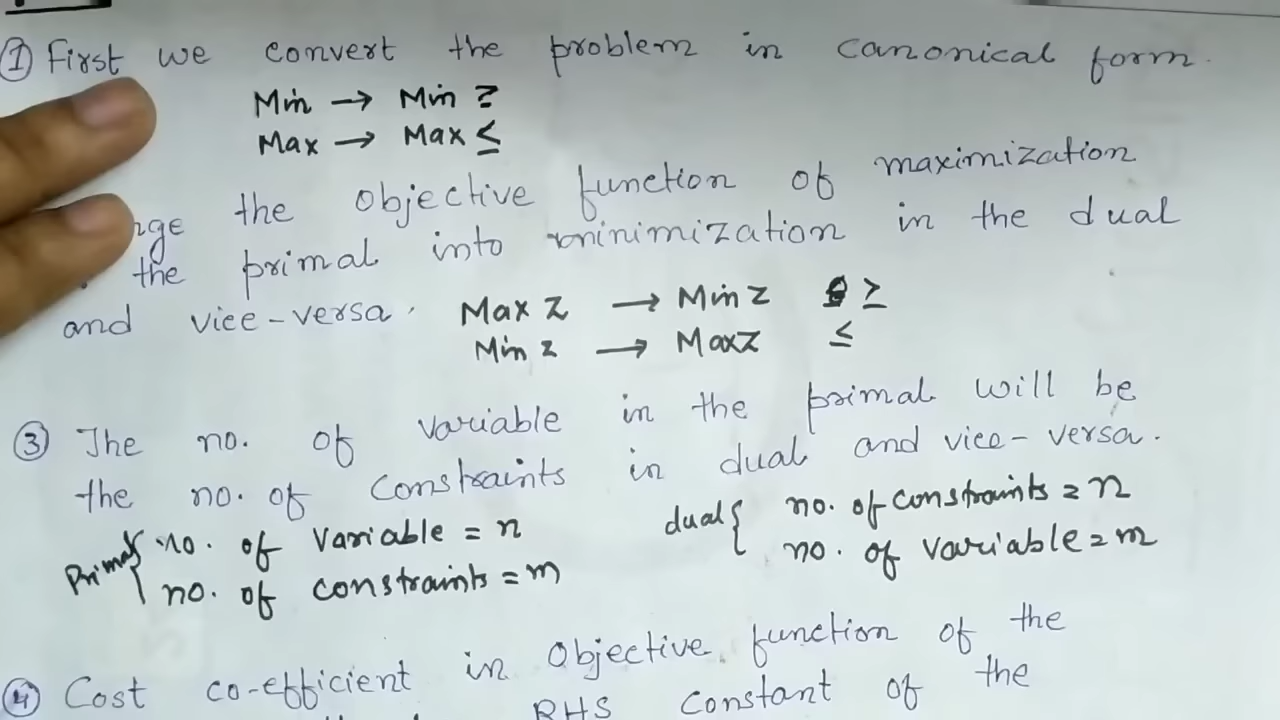 ① First we convert the problem in canonical form.
Min → Min ≥
Max → Max ≤
the objective function of maximization
the primal into minimization in the dual
and vice-versa.
Max Z → Min Z ≥
Min z → Max Z ≤
③ The no. of variable in the primal will be
the no. of constraints in dual and vice-versa.
Primal { no. of variable = n
no. of constraints = m
dual { no. of constraints = n
no. of variable = m
④ Cost co-efficient in objective function of the
RHS constant of the